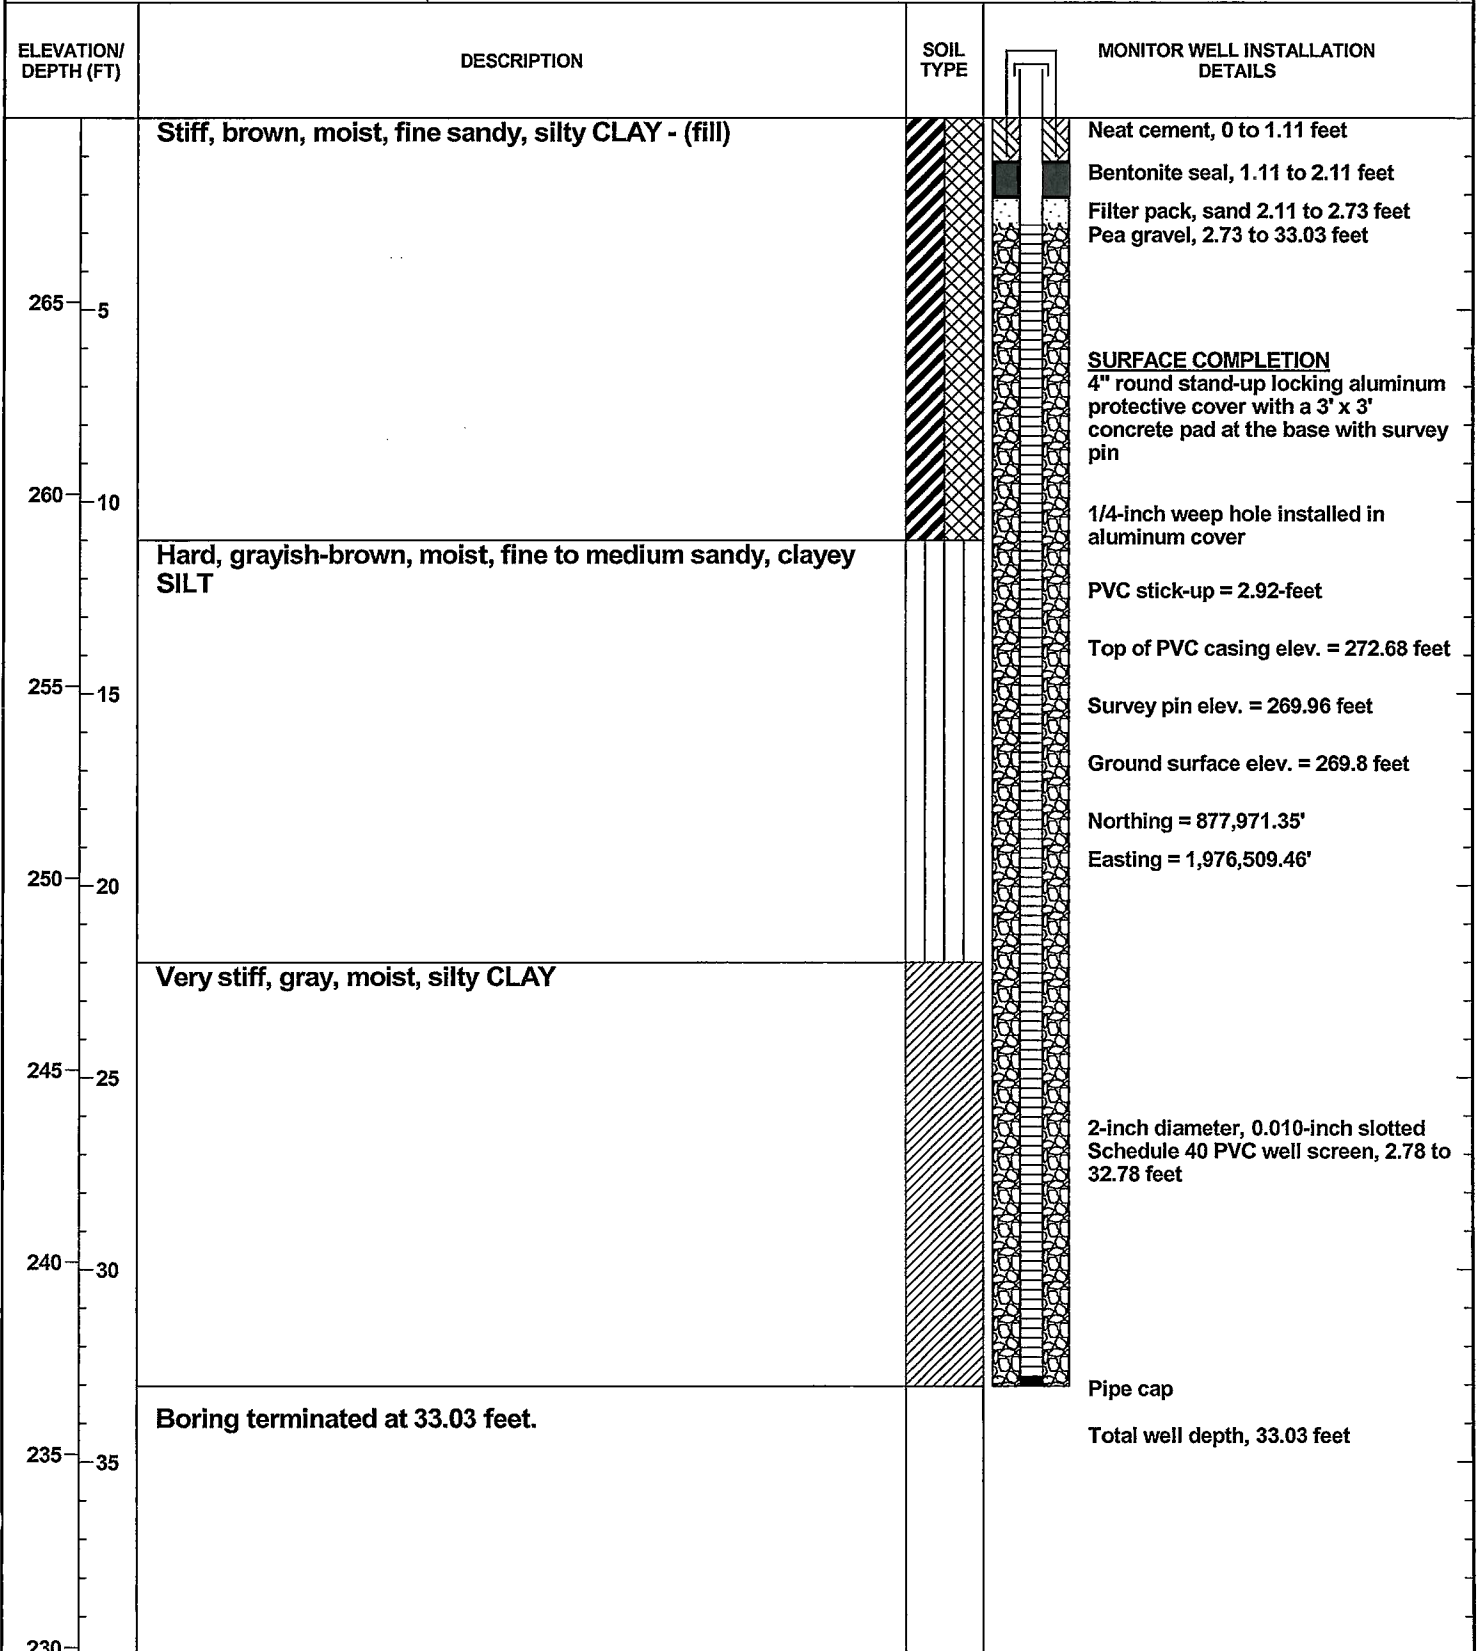 ELEVATION/
DEPTH (FT)
DESCRIPTION
SOIL
TYPE
MONITOR WELL INSTALLATION
DETAILS
Stiff, brown, moist, fine sandy, silty CLAY - (fill)
Neat cement, 0 to 1.11 feet
Bentonite seal, 1.11 to 2.11 feet
Filter pack, sand 2.11 to 2.73 feet
Pea gravel, 2.73 to 33.03 feet
265
5
SURFACE COMPLETION
4" round stand-up locking aluminum
protective cover with a 3' x 3'
concrete pad at the base with survey
pin
260
10
1/4-inch weep hole installed in
aluminum cover
Hard, grayish-brown, moist, fine to medium sandy, clayey
SILT
PVC stick-up = 2.92-feet
Top of PVC casing elev. = 272.68 feet
255
15
Survey pin elev. = 269.96 feet
Ground surface elev. = 269.8 feet
Northing = 877,971.35'
Easting = 1,976,509.46'
250
20
Very stiff, gray, moist, silty CLAY
245
25
2-inch diameter, 0.010-inch slotted
Schedule 40 PVC well screen, 2.78 to
32.78 feet
240
30
Pipe cap
Boring terminated at 33.03 feet.
Total well depth, 33.03 feet
235
35
230